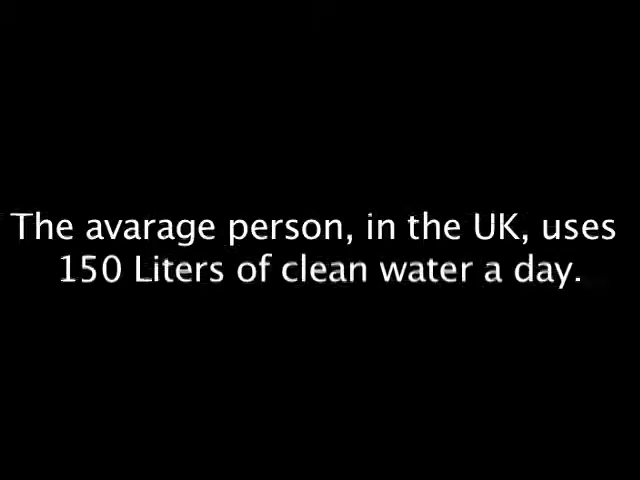 The avarage person, in the UK, uses
150 Liters of clean water a day.